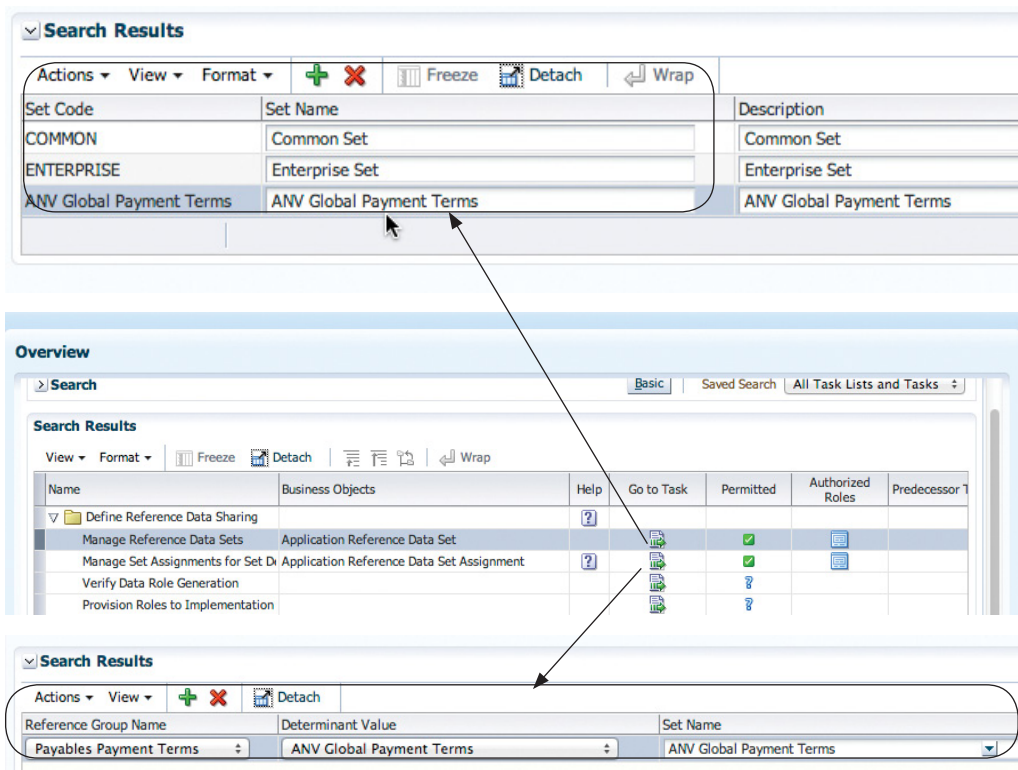 Search Results
Actions View Format Freeze Detach Wrap
Set Code Set Name Description
COMMON Common Set Common Set
ENTERPRISE Enterprise Set Enterprise Set
ANV Global Payment Terms ANV Global Payment Terms ANV Global Payment Terms
Overview
Search Basic Saved Search All Task Lists and Tasks
Search Results
View Format Freeze Detach Wrap
Name Business Objects Help Go to Task Permitted Authorized Roles Predecessor T
Define Reference Data Sharing ?
Manage Reference Data Sets Application Reference Data Set
Manage Set Assignments for Set De Application Reference Data Set Assignment ?
Verify Data Role Generation ?
Provision Roles to Implementation ?
Search Results
Actions View Detach
Reference Group Name Determinant Value Set Name
Payables Payment Terms ANV Global Payment Terms ANV Global Payment Terms